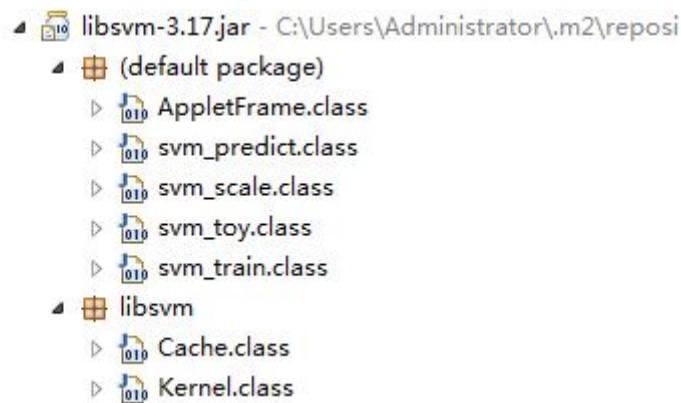 libsvm-3.17.jar - C:\Users\Administrator\.m2\reposi
(default package)
AppletFrame.class
svm_predict.class
svm_scale.class
svm_toy.class
svm_train.class
libsvm
Cache.class
Kernel.class